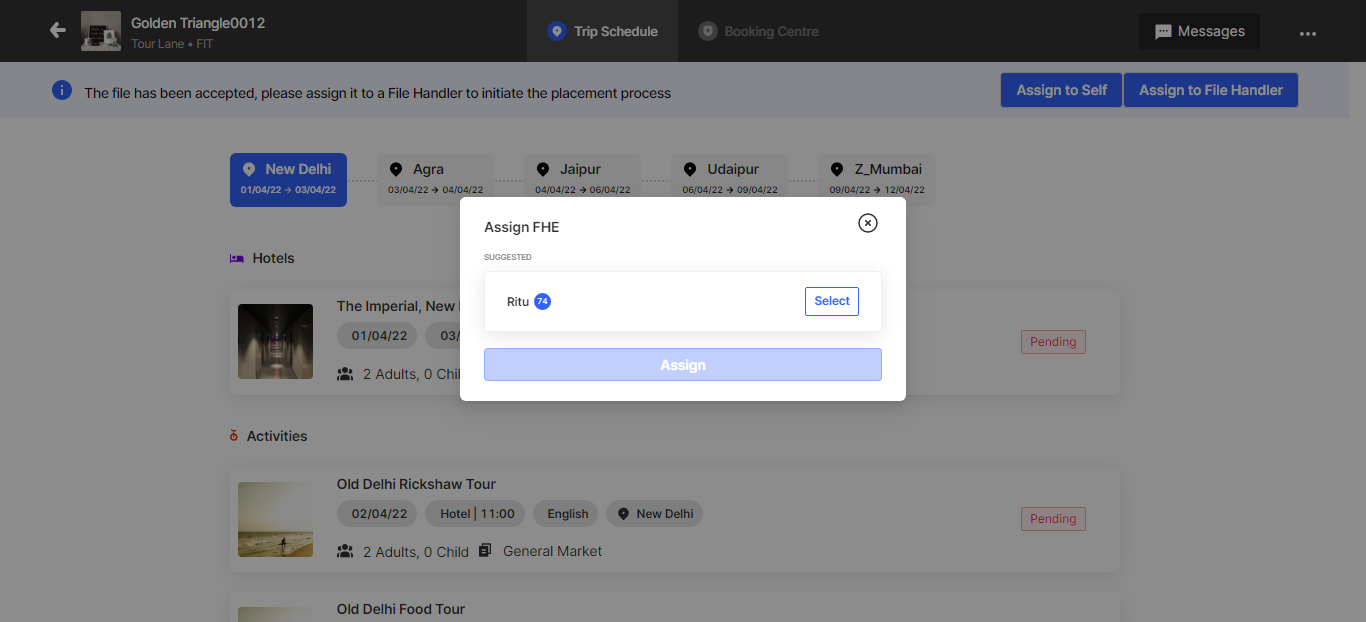 Golden Triangle0012
Tour Lane • FIT
Trip Schedule
Booking Centre
Messages
The file has been accepted, please assign it to a File Handler to initiate the placement process
Assign to Self
Assign to File Handler
New Delhi
01/04/22 → 03/04/22
Agra
03/04/22 → 04/04/22
Jaipur
04/04/22 → 06/04/22
Udaipur
06/04/22 → 09/04/22
Z_Mumbai
09/04/22 → 12/04/22
Assign FHE
SUGGESTED
Ritu 74
Select
Assign
Hotels
The Imperial, New
01/04/22 03/
2 Adults, 0 Chil
Pending
Activities
Old Delhi Rickshaw Tour
02/04/22 Hotel | 11:00 English New Delhi
2 Adults, 0 Child General Market
Pending
Old Delhi Food Tour